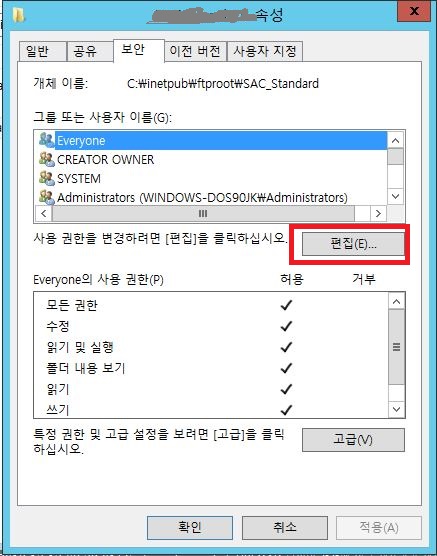 속성
일반 공유 보안 이전 버전 사용자 지정
개체 이름: C:₩inetpub₩ftproot₩SAC_Standard
그룹 또는 사용자 이름(G):
Everyone
CREATOR OWNER
SYSTEM
Administrators (WINDOWS-DOS90JK₩Administrators)
사용 권한을 변경하려면 [편집]을 클릭하십시오. 편집(E)...
Everyone의 사용 권한(P) 허용 거부
모든 권한
수정
읽기 및 실행
폴더 내용 보기
읽기
쓰기
특정 권한 및 고급 설정을 보려면 [고급]을 클릭
하십시오. 고급(V)
확인 취소 적용(A)